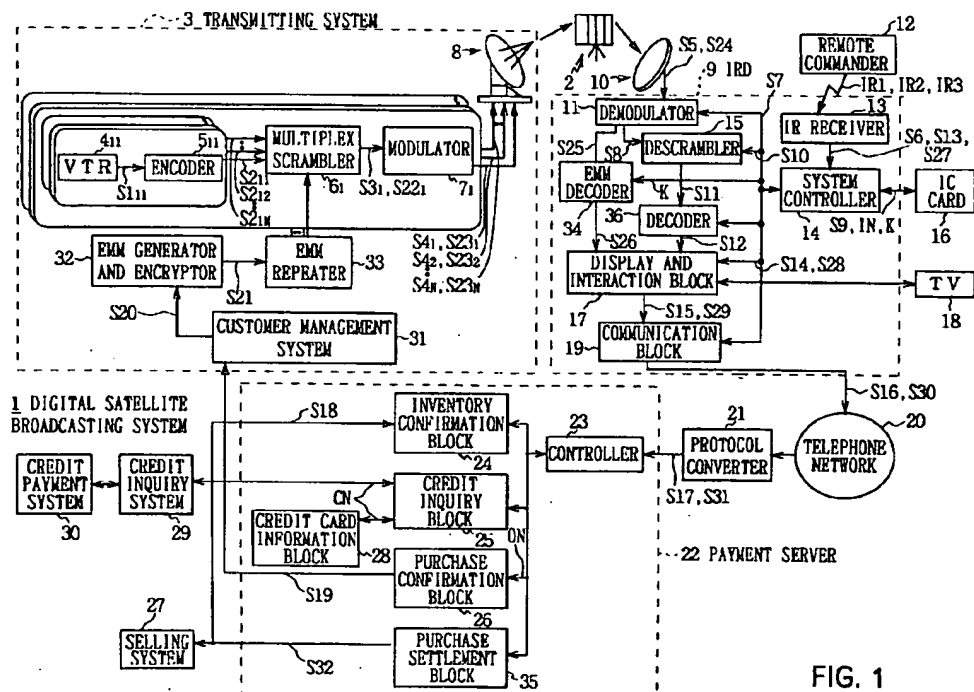 3 TRANSMITTING SYSTEM
8
2
10
S5, S24
9 IRD
12
REMOTE
COMMANDER
IR1, IR2, IR3
S7
11
DEMODULATOR
15
13
IR RECEIVER
S6, S13,
S27
4₁₁
VTR
S1₁₁
5₁₁
ENCODER
S2₁₁
S2₁₂
S2₁M
MULTIPLEX
SCRAMBLER
6₁
S3₁, S22₁
MODULATOR
7₁
S25
S8
DESCRAMBLER
S10
EMM
DECODER
34
K
S11
36
DECODER
S26
S12
SYSTEM
CONTROLLER
14
S9, IN, K
IC
CARD
16
32
EMM GENERATOR
AND ENCRYPTOR
S21
EMM
REPEATER
33
S4₁, S23₁
S4₂, S23₂
S4N, S23N
DISPLAY AND
INTERACTION BLOCK
17
S14, S28
TV
18
S20
CUSTOMER MANAGEMENT
SYSTEM
31
S15, S29
COMMUNICATION
BLOCK
19
S16, S30
1 DIGITAL SATELLITE
BROADCASTING SYSTEM
S18
INVENTORY
CONFIRMATION
BLOCK
24
23
CONTROLLER
21
PROTOCOL
CONVERTER
20
TELEPHONE
NETWORK
S17, S31
CREDIT
PAYMENT
SYSTEM
30
CREDIT
INQUIRY
SYSTEM
29
CN
CREDIT CARD
INFORMATION
BLOCK
28
CREDIT
INQUIRY
BLOCK
25
ON
22 PAYMENT SERVER
S19
PURCHASE
CONFIRMATION
BLOCK
26
27
SELLING
SYSTEM
S32
PURCHASE
SETTLEMENT
BLOCK
35
FIG. 1